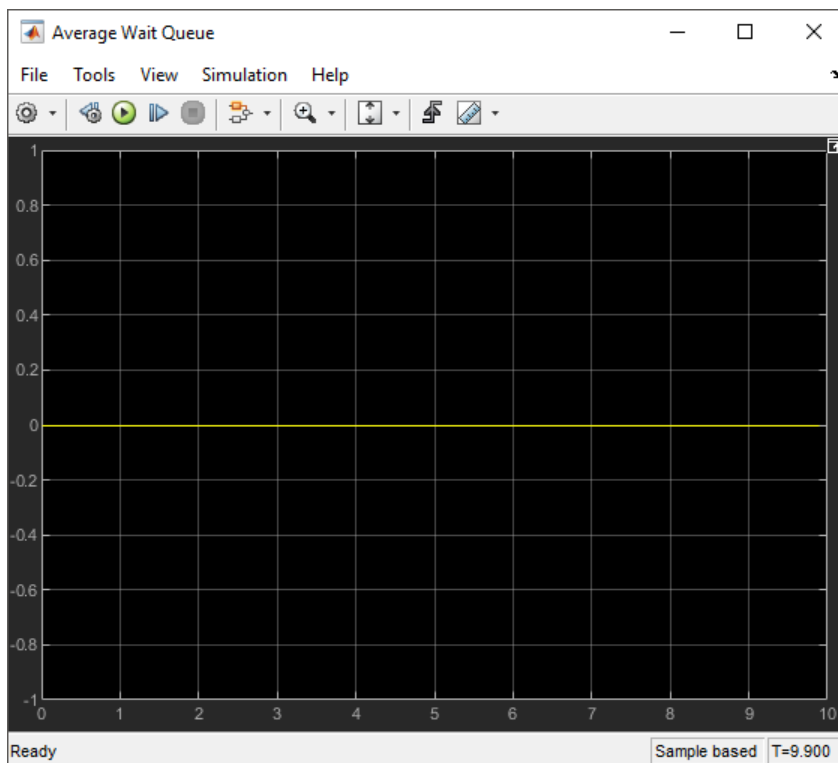 Average Wait Queue
File Tools View Simulation Help
1
0.8
0.6
0.4
0.2
0
-0.2
-0.4
-0.6
-0.8
-1
0 1 2 3 4 5 6 7 8 9 10
Ready Sample based T=9.900